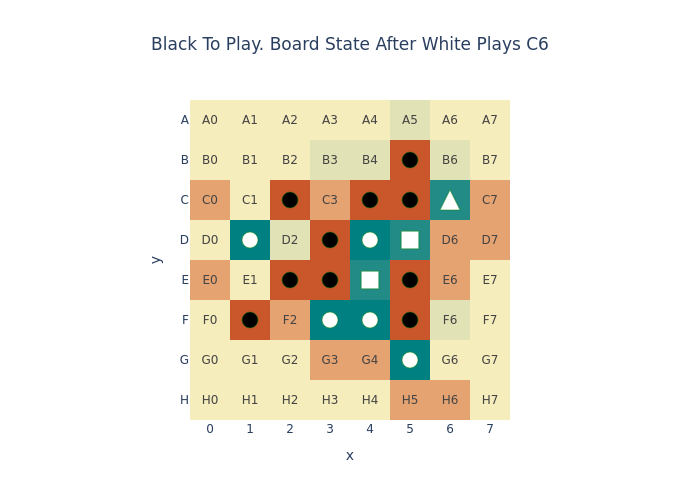 Black To Play. Board State After White Plays C6
A A0 A1 A2 A3 A4 A5 A6 A7
B B0 B1 B2 B3 B4 B6 B7
C C0 C1 C3 C7
D D0 D2 D6 D7
E E0 E1 E6 E7
F F0 F2 F6 F7
G G0 G1 G2 G3 G4 G6 G7
H H0 H1 H2 H3 H4 H5 H6 H7
0 1 2 3 4 5 6 7
x
y